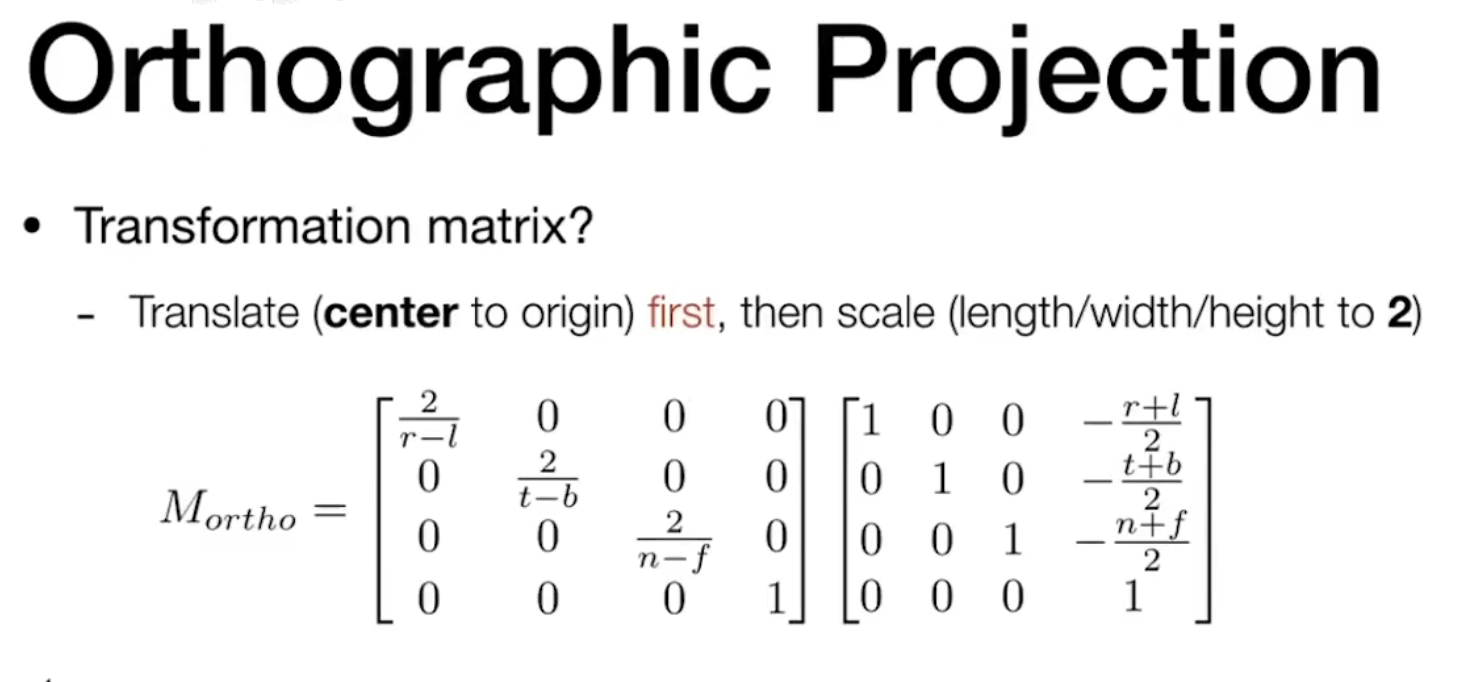 Orthographic Projection
• Transformation matrix?
- Translate (center to origin) first, then scale (length/width/height to 2)
$M_{ortho} = \begin{bmatrix} \frac{2}{r-l} & 0 & 0 & 0 \\ 0 & \frac{2}{t-b} & 0 & 0 \\ 0 & 0 & \frac{2}{n-f} & 0 \\ 0 & 0 & 0 & 1 \end{bmatrix} \begin{bmatrix} 1 & 0 & 0 & -\frac{r+l}{2} \\ 0 & 1 & 0 & -\frac{t+b}{2} \\ 0 & 0 & 1 & -\frac{n+f}{2} \\ 0 & 0 & 0 & 1 \end{bmatrix}$